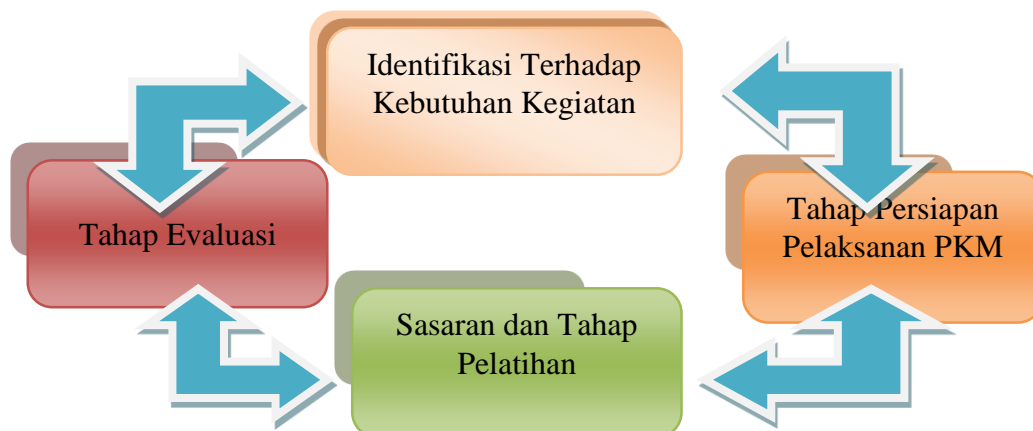 Identifikasi Terhadap
Kebutuhan Kegiatan
Tahap Evaluasi
Tahap Persiapan
Pelaksanan PKM
Sasaran dan Tahap
Pelatihan